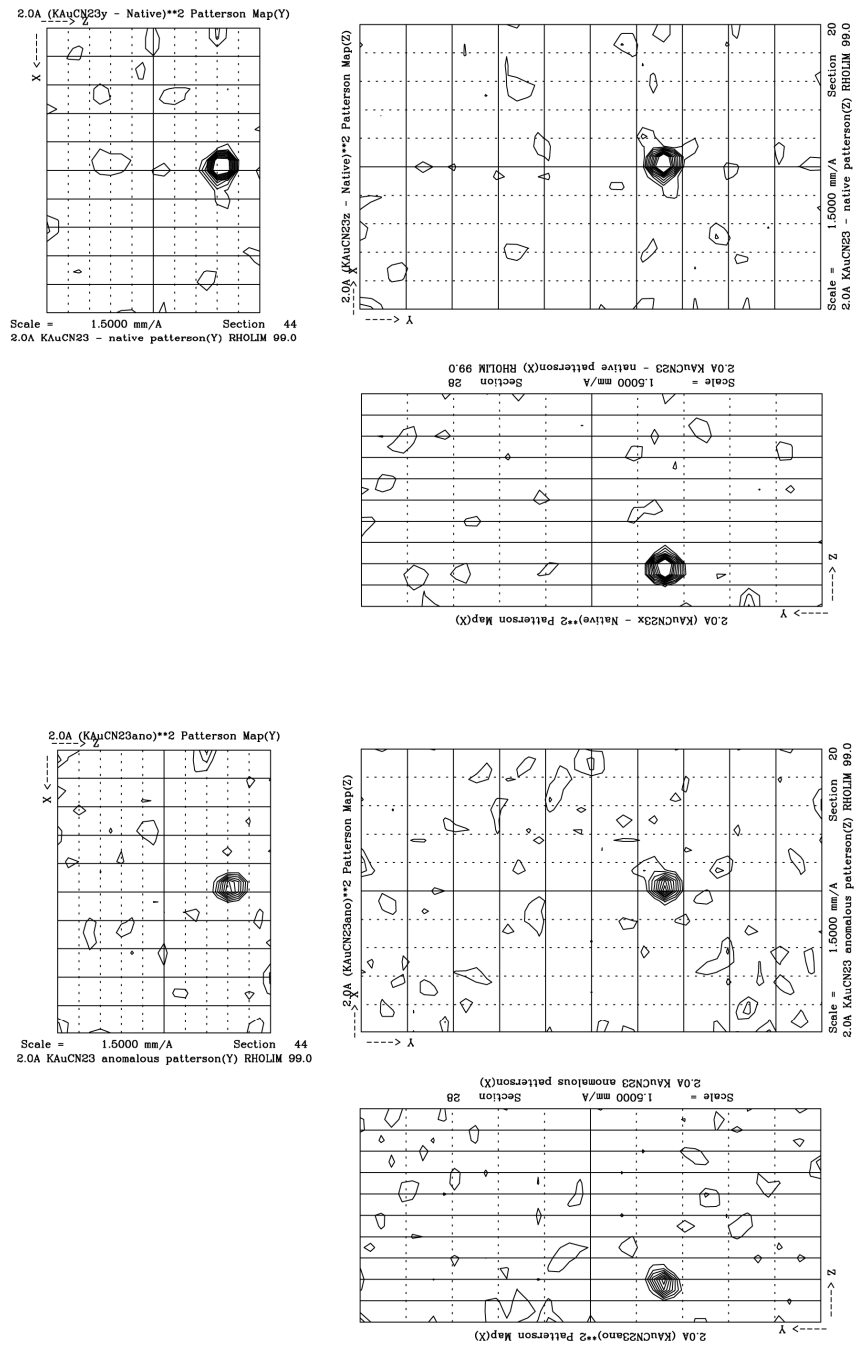 2.0A (KAuCN23y - Native)**2 Patterson Map(Y)
----> Z
X <----
Scale = 1.5000 mm/A Section 44
2.0A KAuCN23 - native patterson(Y) RHOLIM 99.0
2.0A (KAuCN23z - Native)**2 Patterson Map(Z)
<---- X
----> Y
Scale = 1.5000 mm/A Section 20
2.0A KAuCN23 - native patterson(Z) RHOLIM 99.0
2.0A KAuCN23 - native patterson(X) RHOLIM 99.0
Scale = 1.5000 mm/A Section 28
----> Z
Y <----
2.0A (KAuCN23x - Native)**2 Patterson Map(X)
2.0A (KAuCN23ano)**2 Patterson Map(Y)
----> Z
X <----
Scale = 1.5000 mm/A Section 44
2.0A KAuCN23 anomalous patterson(Y) RHOLIM 99.0
2.0A (KAuCN23ano)**2 Patterson Map(Z)
<---- X
----> Y
Scale = 1.5000 mm/A Section 20
2.0A KAuCN23 anomalous patterson(Z) RHOLIM 99.0
2.0A KAuCN23 anomalous patterson(X)
Scale = 1.5000 mm/A Section 28
----> Z
Y <----
2.0A (KAuCN23ano)**2 Patterson Map(X)